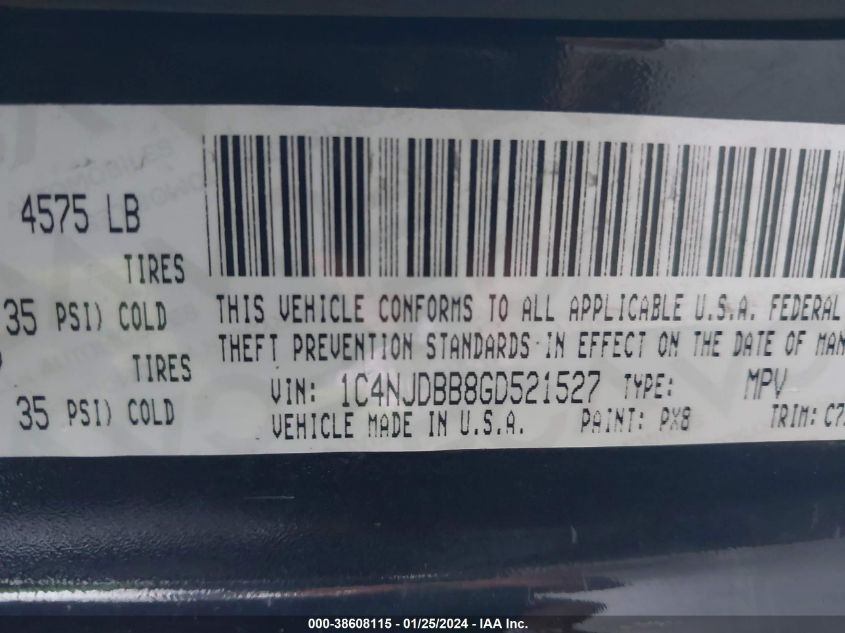 4575 LB
TIRES
35 PSI) COLD
TIRES
35 PSI) COLD
THIS VEHICLE CONFORMS TO ALL APPLICABLE U.S.A. FEDERAL
THEFT PREVENTION STANDARDS IN EFFECT ON THE DATE OF MAN
VIN: 1C4NJDBB8GD521527 TYPE: MPV
VEHICLE MADE IN U.S.A. PAINT: PX8 TRIM: C7
000-38608115 - 01/25/2024 - IAA Inc.